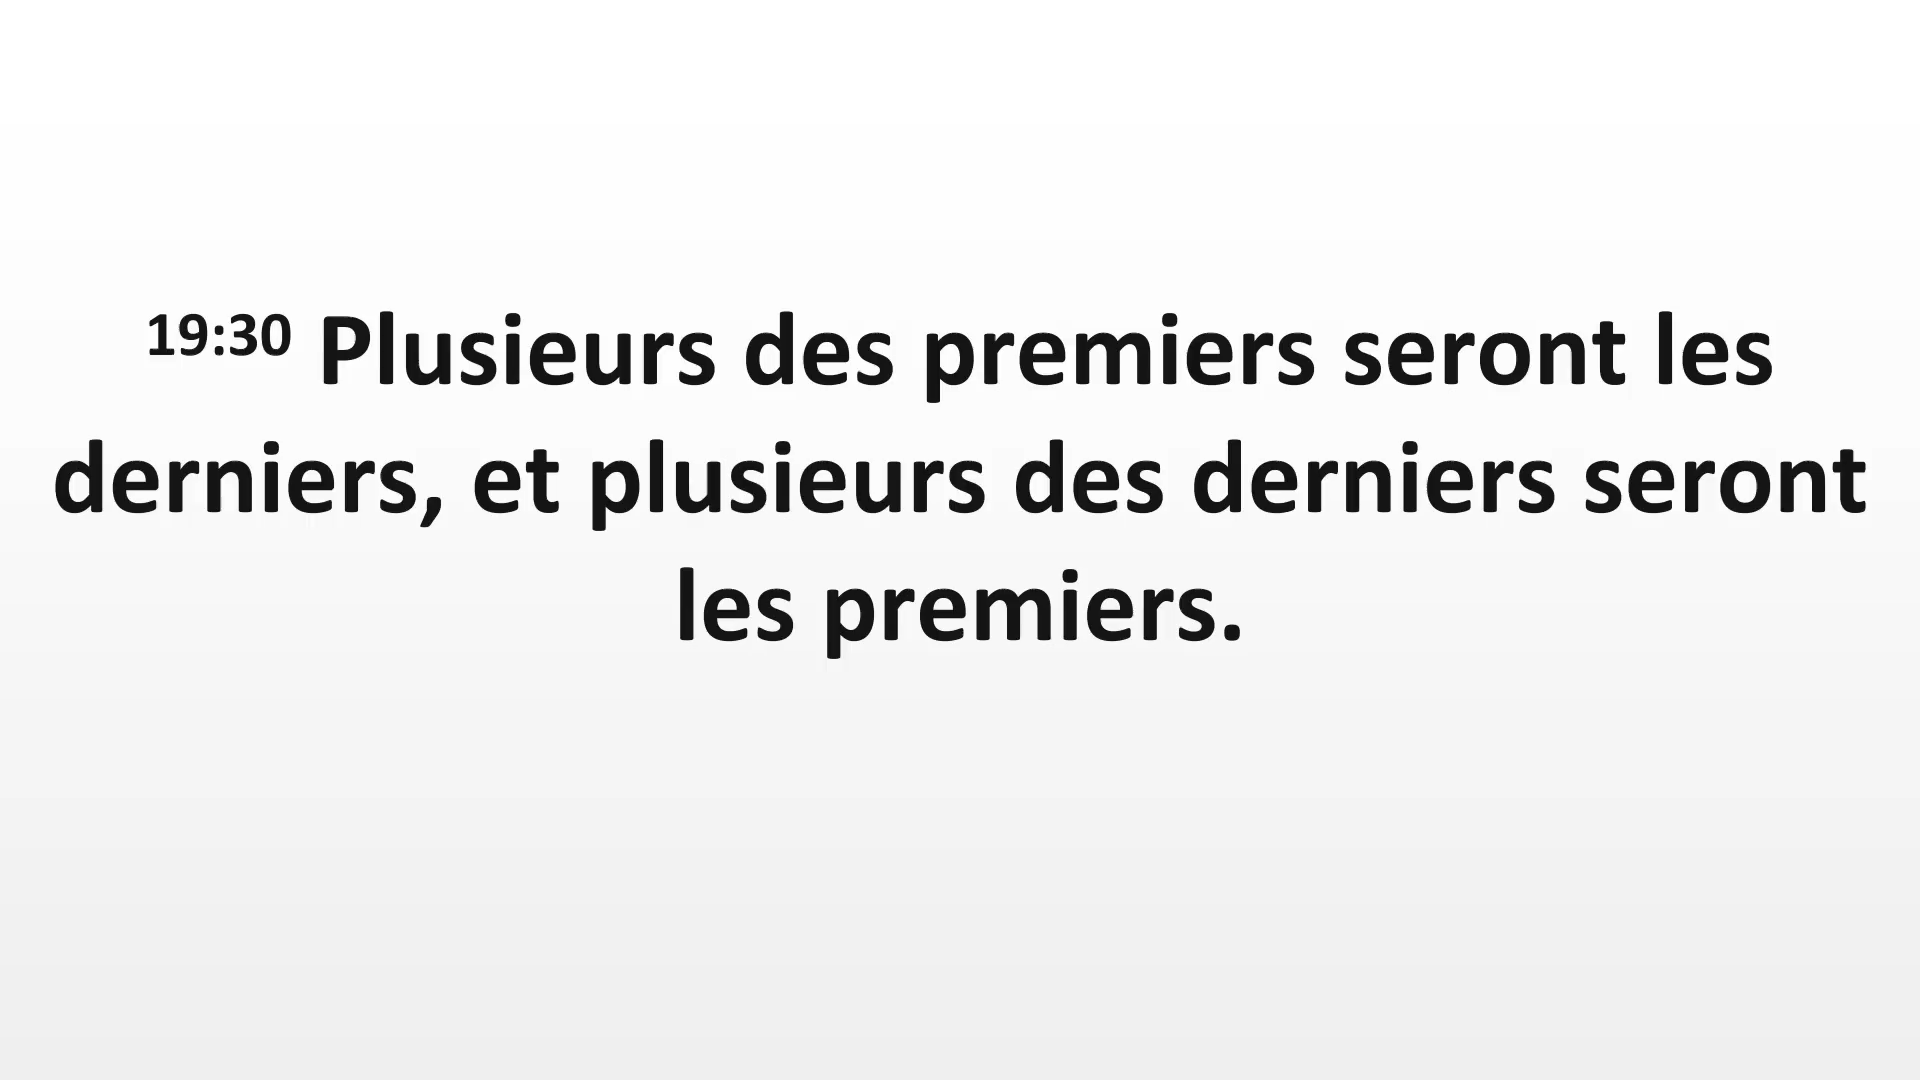 19:30 Plusieurs des premiers seront les
derniers, et plusieurs des derniers seront
les premiers.